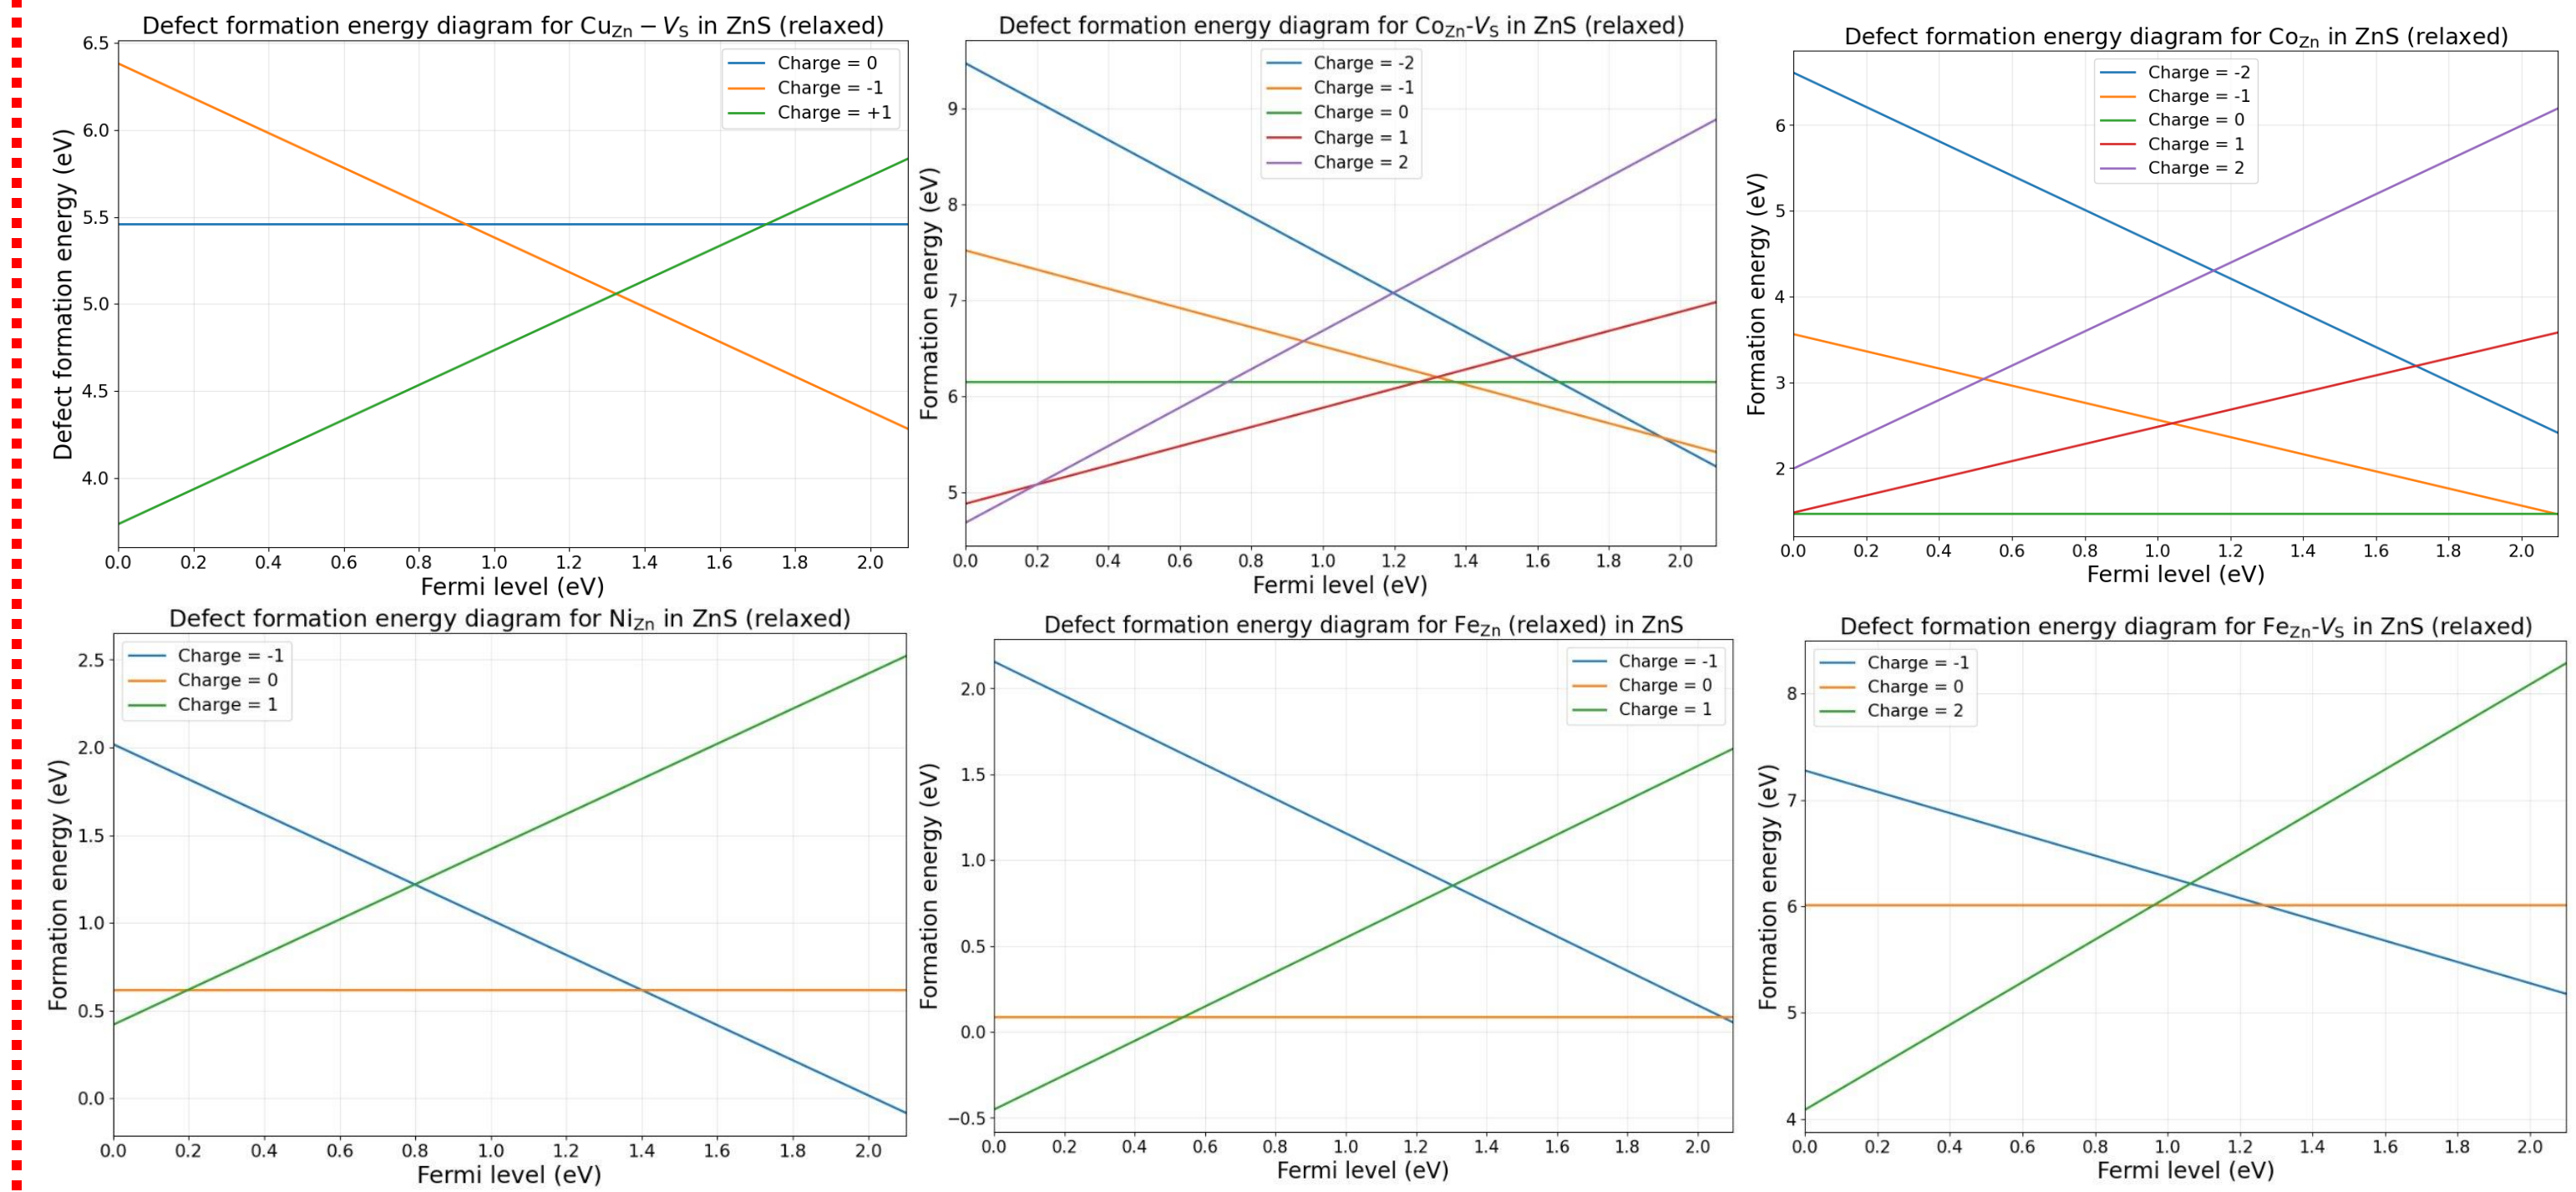 Defect formation energy diagram for Cu_Zn − V_S in ZnS (relaxed)
Defect formation energy (eV)
6.5
6.0
5.5
5.0
4.5
4.0
Charge = 0
Charge = -1
Charge = +1
0.0 0.2 0.4 0.6 0.8 1.0 1.2 1.4 1.6 1.8 2.0
Fermi level (eV)
Defect formation energy diagram for Co_Zn-V_S in ZnS (relaxed)
Formation energy (eV)
9
8
7
6
5
Charge = -2
Charge = -1
Charge = 0
Charge = 1
Charge = 2
0.0 0.2 0.4 0.6 0.8 1.0 1.2 1.4 1.6 1.8 2.0
Fermi level (eV)
Defect formation energy diagram for Co_Zn in ZnS (relaxed)
Formation energy (eV)
6
5
4
3
2
Charge = -2
Charge = -1
Charge = 0
Charge = 1
Charge = 2
0.0 0.2 0.4 0.6 0.8 1.0 1.2 1.4 1.6 1.8 2.0
Fermi level (eV)
Defect formation energy diagram for Ni_Zn in ZnS (relaxed)
Formation energy (eV)
2.5
2.0
1.5
1.0
0.5
0.0
Charge = -1
Charge = 0
Charge = 1
0.0 0.2 0.4 0.6 0.8 1.0 1.2 1.4 1.6 1.8 2.0
Fermi level (eV)
Defect formation energy diagram for Fe_Zn (relaxed) in ZnS
Formation energy (eV)
2.0
1.5
1.0
0.5
0.0
−0.5
Charge = -1
Charge = 0
Charge = 1
0.0 0.2 0.4 0.6 0.8 1.0 1.2 1.4 1.6 1.8 2.0
Fermi level (eV)
Defect formation energy diagram for Fe_Zn-V_S in ZnS (relaxed)
Formation energy (eV)
8
7
6
5
4
Charge = -1
Charge = 0
Charge = 2
0.0 0.2 0.4 0.6 0.8 1.0 1.2 1.4 1.6 1.8 2.0
Fermi level (eV)